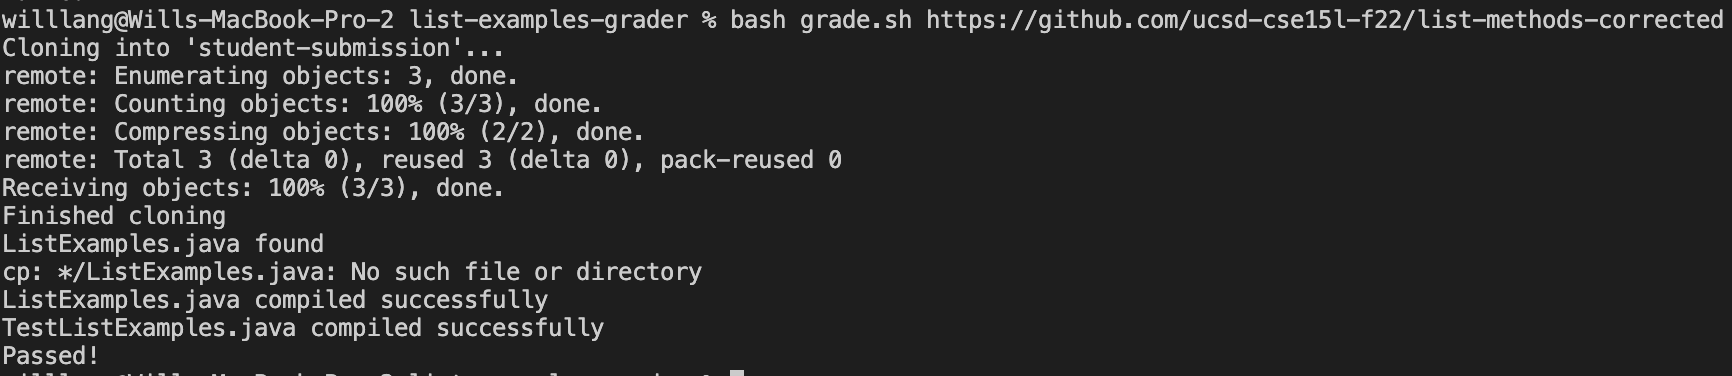 willlang@Wills-MacBook-Pro-2 list-examples-grader % bash grade.sh https://github.com/ucsd-cse15l-f22/list-methods-corrected
Cloning into 'student-submission'...
remote: Enumerating objects: 3, done.
remote: Counting objects: 100% (3/3), done.
remote: Compressing objects: 100% (2/2), done.
remote: Total 3 (delta 0), reused 3 (delta 0), pack-reused 0
Receiving objects: 100% (3/3), done.
Finished cloning
ListExamples.java found
cp: */ListExamples.java: No such file or directory
ListExamples.java compiled successfully
TestListExamples.java compiled successfully
Passed!